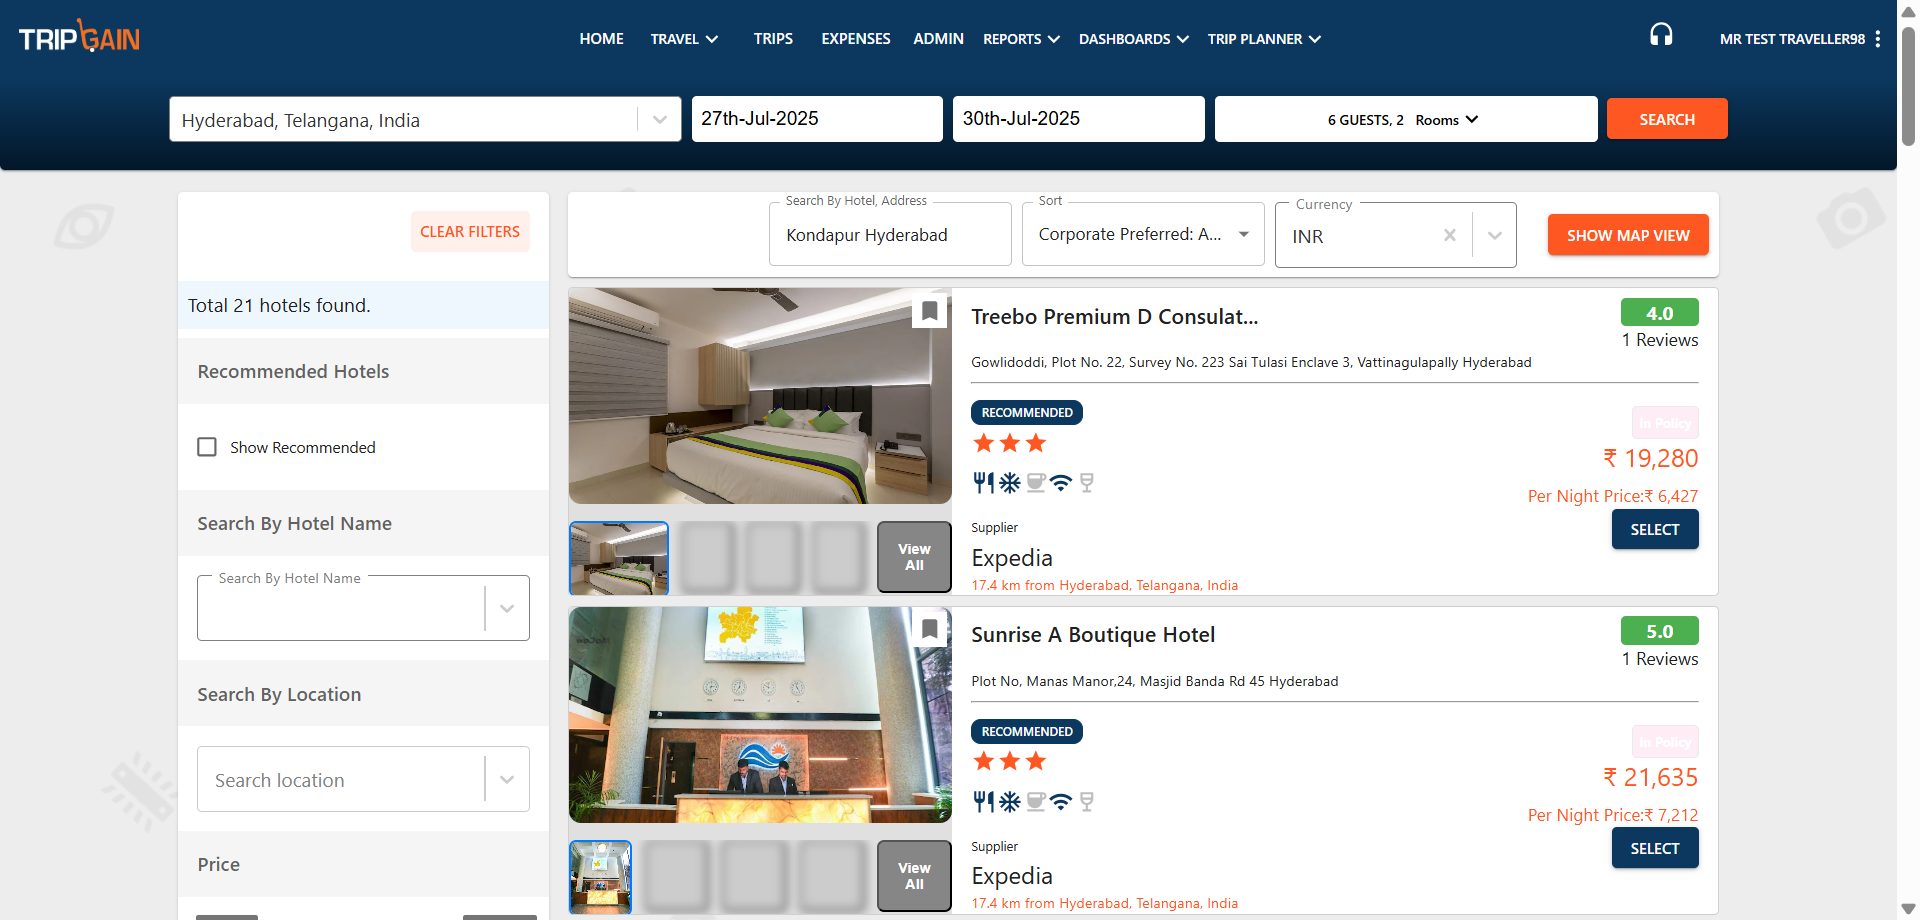 TRIPGAIN
HOME TRAVEL TRIPS EXPENSES ADMIN REPORTS DASHBOARDS TRIP PLANNER
MR TEST TRAVELLER98
Hyderabad, Telangana, India
27th-Jul-2025
30th-Jul-2025
6 GUESTS, 2 Rooms
SEARCH
CLEAR FILTERS
Total 21 hotels found.
Recommended Hotels
Show Recommended
Search By Hotel Name
Search By Hotel Name
Search By Location
Search location
Price
Search By Hotel, Address
Kondapur Hyderabad
Sort
Corporate Preferred: A...
Currency
INR
SHOW MAP VIEW
Treebo Premium D Consulat...
4.0
1 Reviews
Gowlidoddi, Plot No. 22, Survey No. 223 Sai Tulasi Enclave 3, Vattinagulapally Hyderabad
RECOMMENDED
In Policy
₹ 19,280
Per Night Price:₹ 6,427
SELECT
View
All
Supplier
Expedia
17.4 km from Hyderabad, Telangana, India
Sunrise A Boutique Hotel
5.0
1 Reviews
Plot No, Manas Manor,24, Masjid Banda Rd 45 Hyderabad
RECOMMENDED
In Policy
₹ 21,635
Per Night Price:₹ 7,212
SELECT
View
All
Supplier
Expedia
17.4 km from Hyderabad, Telangana, India